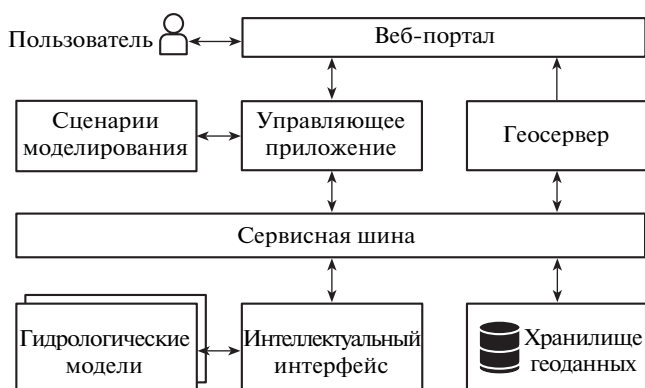 Пользователь
Веб-портал
Сценарии
моделирования
Управляющее
приложение
Геосервер
Сервисная шина
Гидрологические
модели
Интеллектуальный
интерфейс
Хранилище
геоданных